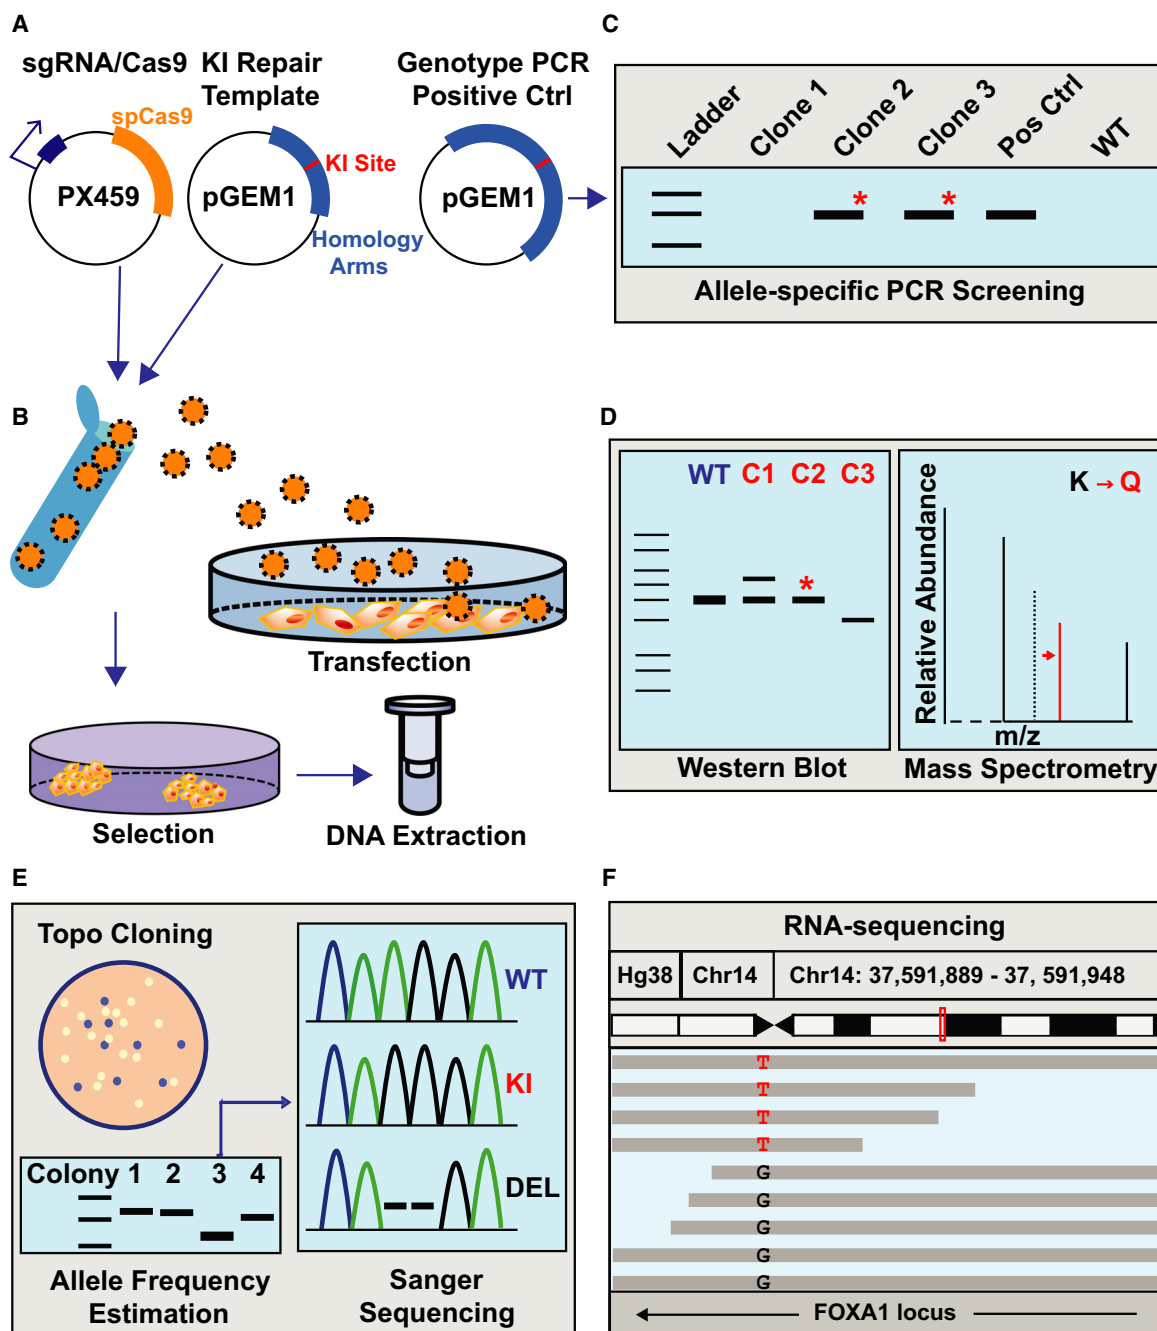 A
sgRNA/Cas9
KI Repair
Template
Genotype PCR
Positive Ctrl
spCas9
PX459
pGEM1
KI Site
Homology
Arms
pGEM1
C
Ladder
Clone 1
Clone 2
Clone 3
Pos Ctrl
WT
*
*
Allele-specific PCR Screening
B
Transfection
Selection
DNA Extraction
D
WT C1 C2 C3
*
Western Blot
K → Q
Relative Abundance
m/z
Mass Spectrometry
E
Topo Cloning
Colony 1 2 3 4
Allele Frequency
Estimation
WT
KI
DEL
Sanger
Sequencing
F
RNA-sequencing
Hg38 Chr14 Chr14: 37,591,889 - 37, 591,948
T
T
T
T
G
G
G
G
G
FOXA1 locus